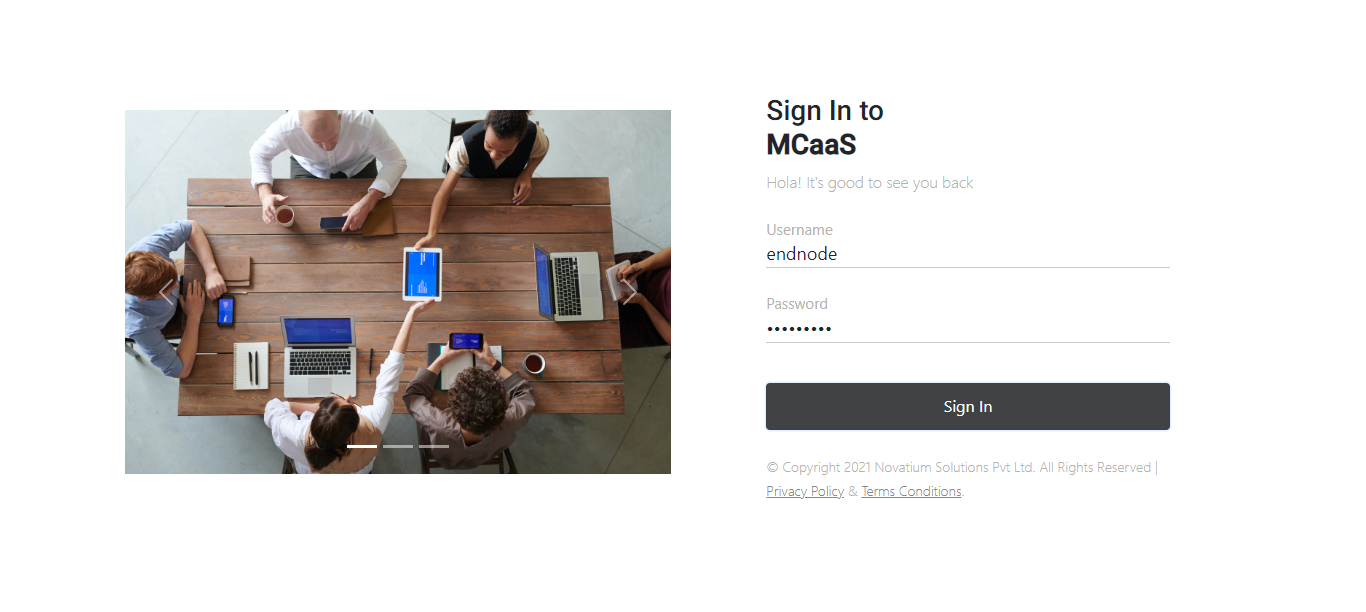 Sign In to
MCaaS
Hola! It's good to see you back
Username
endnode
Password
•••••••••
Sign In
© Copyright 2021 Novatium Solutions Pvt Ltd. All Rights Reserved |
Privacy Policy & Terms Conditions.